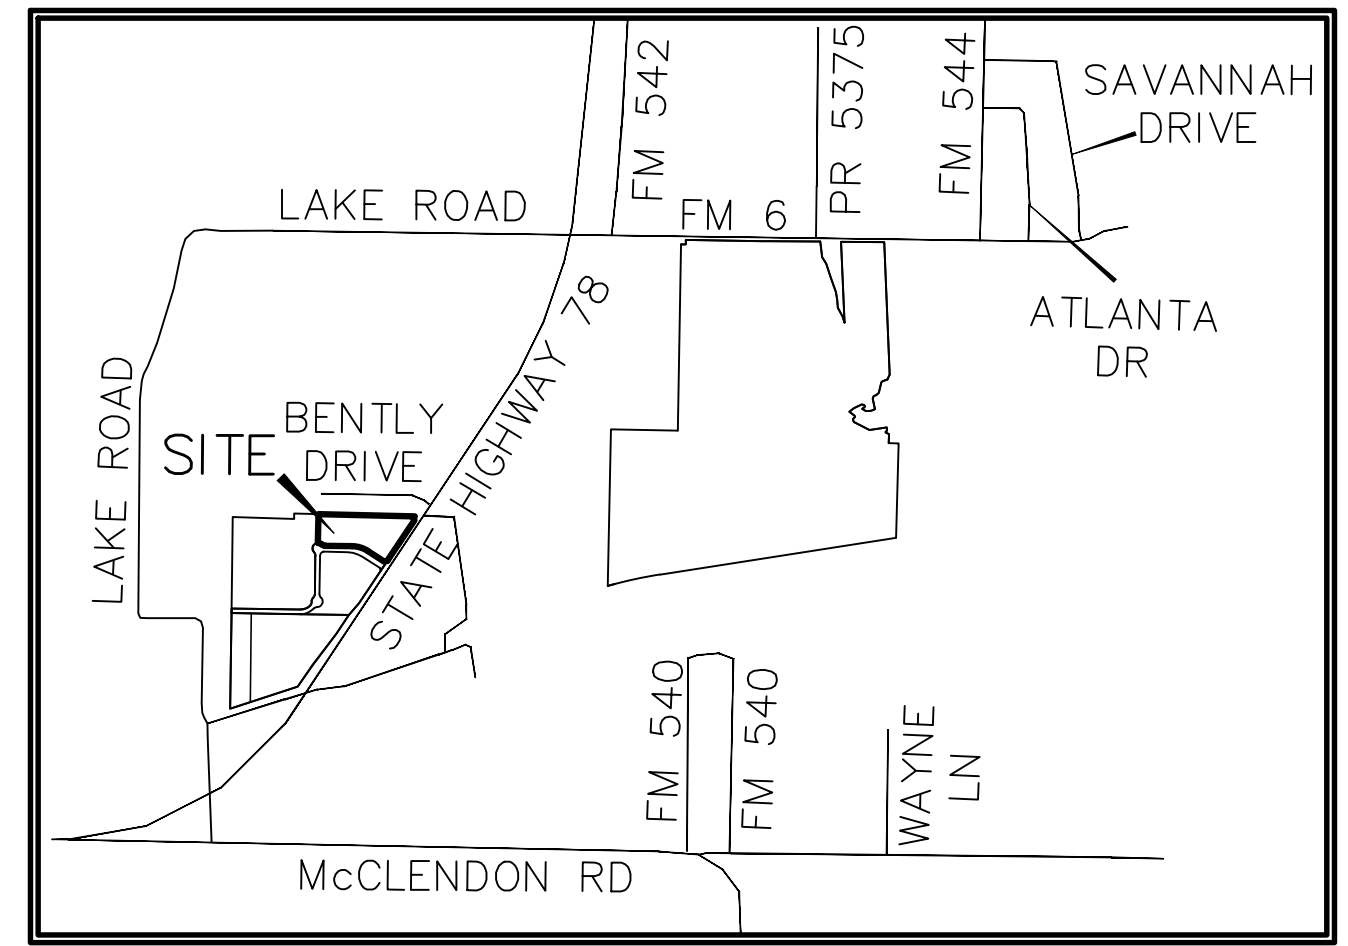 FM 542
PR 5375
FM 544
SAVANNAH
DRIVE
LAKE ROAD
FM 6
STATE HIGHWAY 78
ATLANTA
DR
LAKE ROAD
BENTLY
DRIVE
SITE
FM 540
FM 540
WAYNE
LN
McCLENDON RD